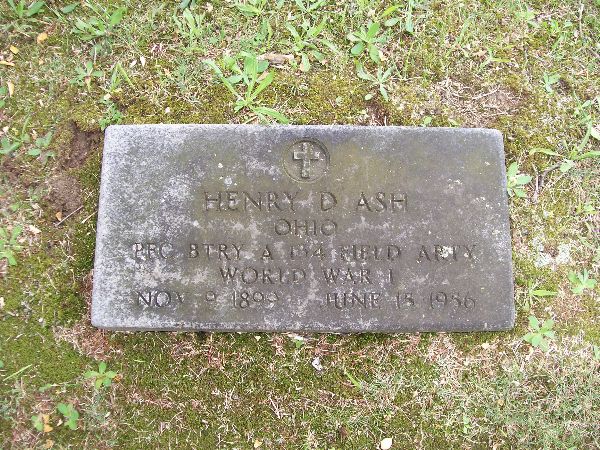 HENRY D ASH
OHIO
PFC BTRY A 134 FIELD ARTY
WORLD WAR I
NOV 9 1899 JUNE 15 1956